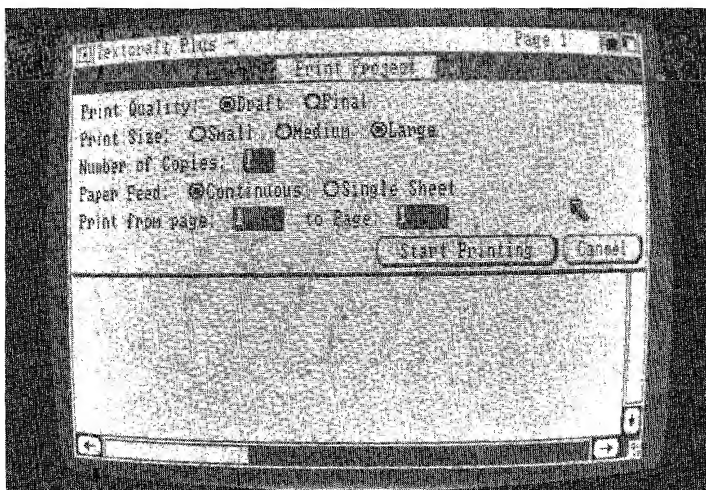 Textcraft Plus Page 1
Print Project
Print Quality: Draft Final
Print Size: Small Medium Large
Number of Copies:
Paper Feed: Continuous Single Sheet
Print from page: to Page:
Start Printing Cancel